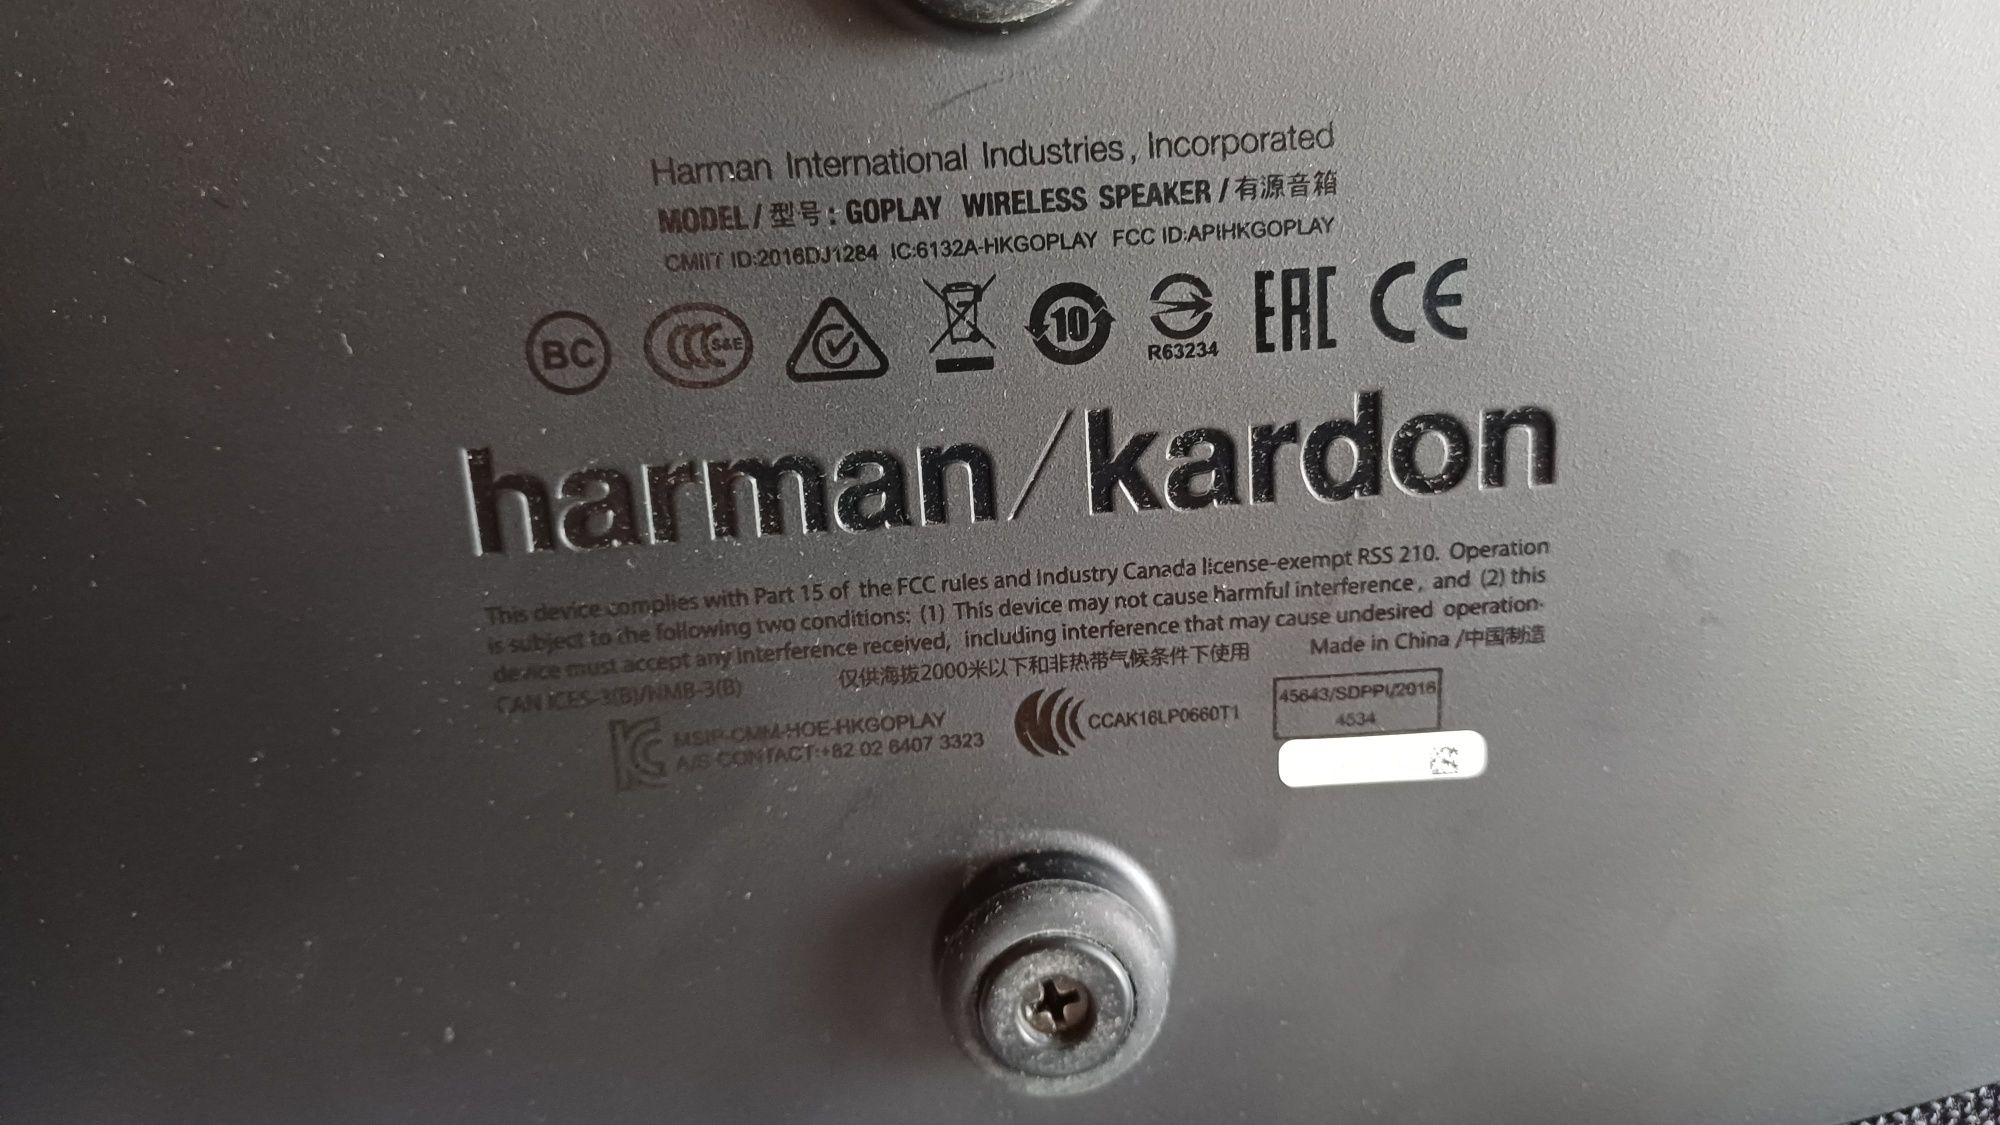 Harman International Industries, Incorporated
MODEL/型号: GOPLAY WIRELESS SPEAKER/有源音箱
CMIIT ID:2016DJ1284 IC:6132A-HKGOPLAY FCC ID:APIHKGOPLAY
BC
CCC S&E
10
R63234
EAC CE
harman/kardon
This device complies with Part 15 of the FCC rules and Industry Canada license-exempt RSS 210. Operation
is subject to the following two conditions: (1) This device may not cause harmful interference, and (2) this
device must accept any interference received, including interference that may cause undesired operation.
CAN ICES-3(B)/NMB-3(B)
仅供海拔2000米以下和非热带气候条件下使用
Made in China /中国制造
MSIP-CMM-HOE-HKGOPLAY
A/S CONTACT:+82 02 6407 3323
CCAK16LP0660T1
45643/SDPPI/2016
4534